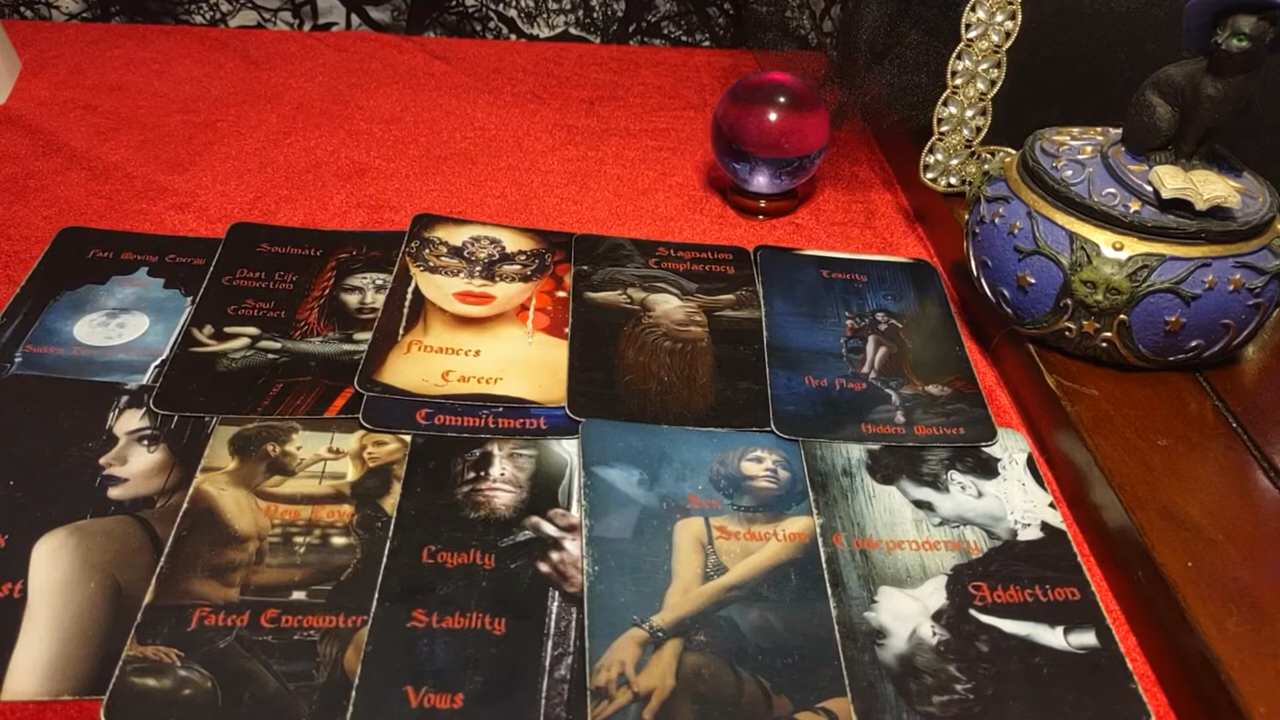 Fast Moving Energy
Soulmate
Past Life
Connection
Soul
Contract
Finances
Career
Commitment
Stagnation
Complacency
Toxicity
Red Flags
Hidden Motives
New Love
Fated Encounter
Loyalty
Stability
Vows
Sex
Seduction
Codependency
Addiction